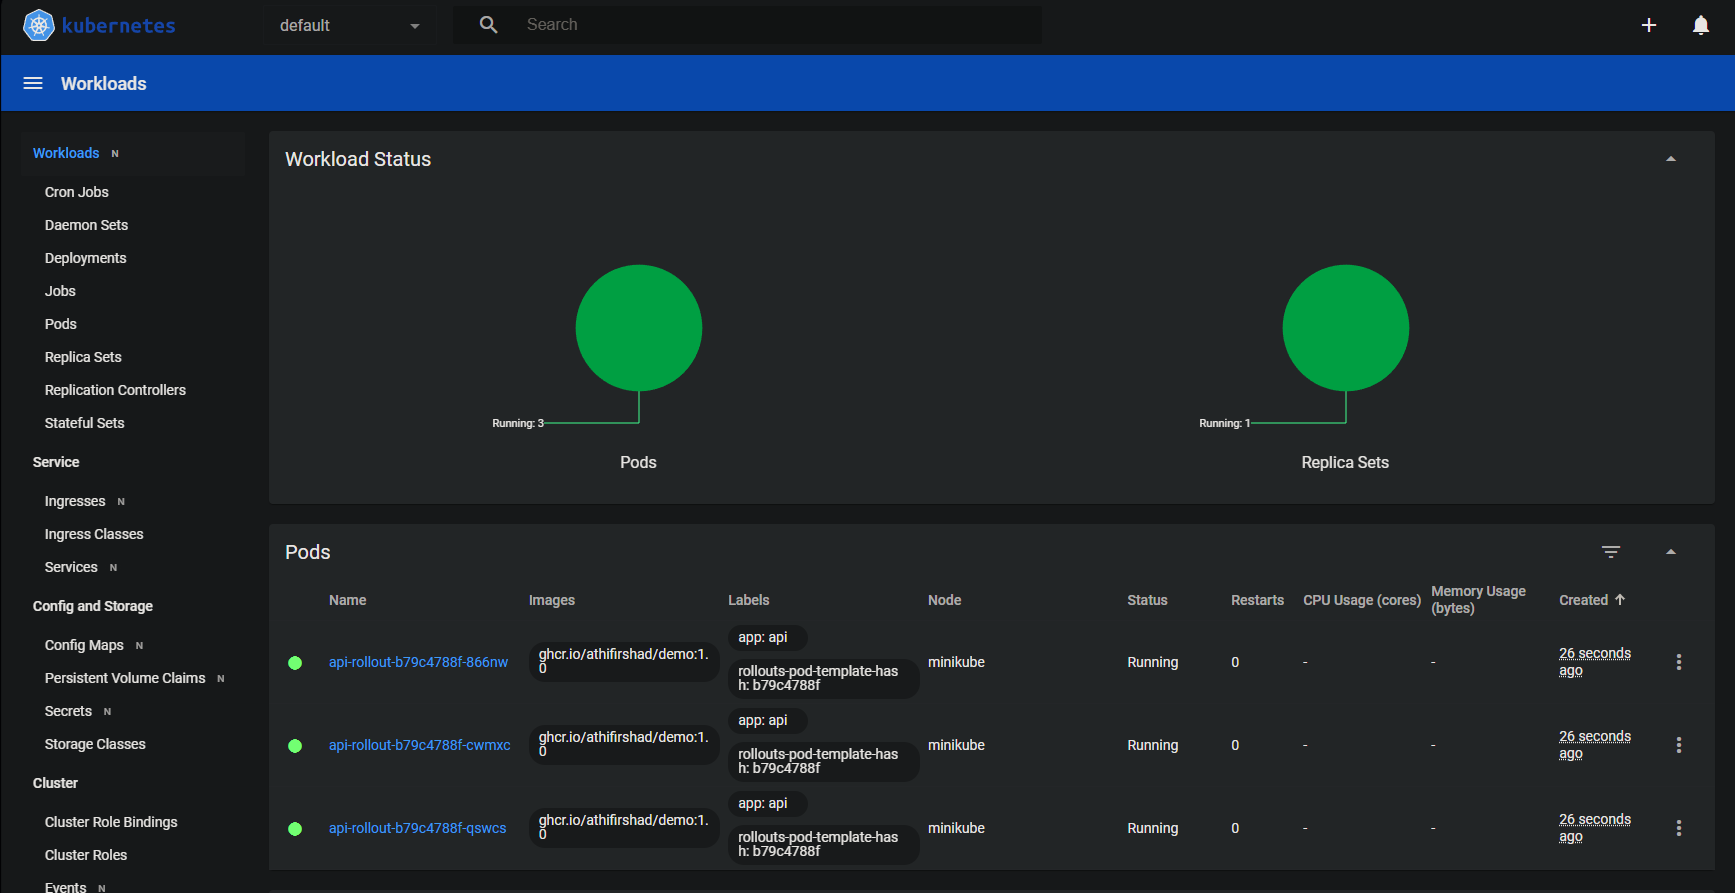 kubernetes
default
Search
Workloads
Workloads N
Cron Jobs
Daemon Sets
Deployments
Jobs
Pods
Replica Sets
Replication Controllers
Stateful Sets
Service
Ingresses N
Ingress Classes
Services N
Config and Storage
Config Maps N
Persistent Volume Claims N
Secrets N
Storage Classes
Cluster
Cluster Role Bindings
Cluster Roles
Events N
Workload Status
Running: 3
Pods
Running: 1
Replica Sets
Pods
Name Images Labels Node Status Restarts CPU Usage (cores) Memory Usage
(bytes)
Created
api-rollout-b79c4788f-866nw
ghcr.io/athifirshad/demo:1.
0
app: api
rollouts-pod-template-has
h: b79c4788f
minikube Running 0 - -
26 seconds
ago
api-rollout-b79c4788f-cwmxc
ghcr.io/athifirshad/demo:1.
0
app: api
rollouts-pod-template-has
h: b79c4788f
minikube Running 0 - -
26 seconds
ago
api-rollout-b79c4788f-qswcs
ghcr.io/athifirshad/demo:1.
0
app: api
rollouts-pod-template-has
h: b79c4788f
minikube Running 0 - -
26 seconds
ago